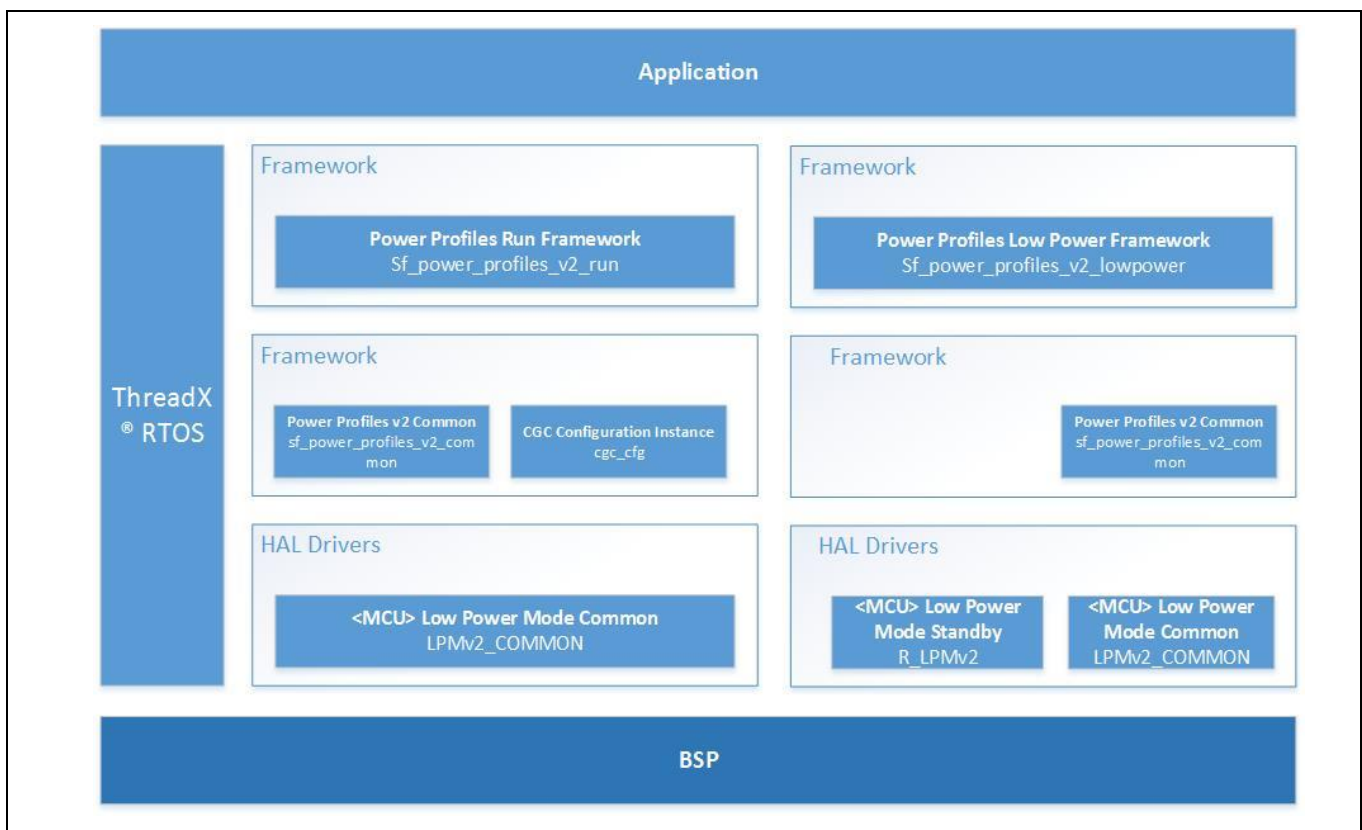 Application
ThreadX
® RTOS
Framework
Power Profiles Run Framework
Sf_power_profiles_v2_run
Framework
Power Profiles Low Power Framework
Sf_power_profiles_v2_lowpower
Framework
Power Profiles v2 Common
sf_power_profiles_v2_com
mon
CGC Configuration Instance
cgc_cfg
Framework
Power Profiles v2 Common
sf_power_profiles_v2_com
mon
HAL Drivers
<MCU> Low Power Mode Common
LPMv2_COMMON
HAL Drivers
<MCU> Low Power
Mode Standby
R_LPMv2
<MCU> Low Power
Mode Common
LPMv2_COMMON
BSP